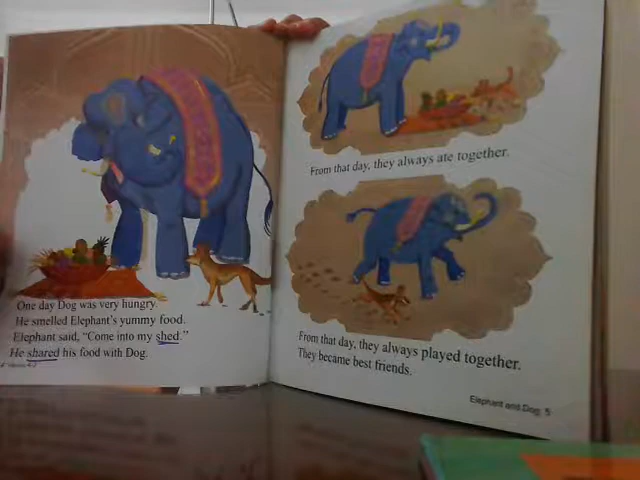 One day Dog was very hungry.
He smelled Elephant's yummy food.
Elephant said, "Come into my shed."
He shared his food with Dog.
From that day, they always ate together.
From that day, they always played together.
They became best friends.
Elephant and Dog 5